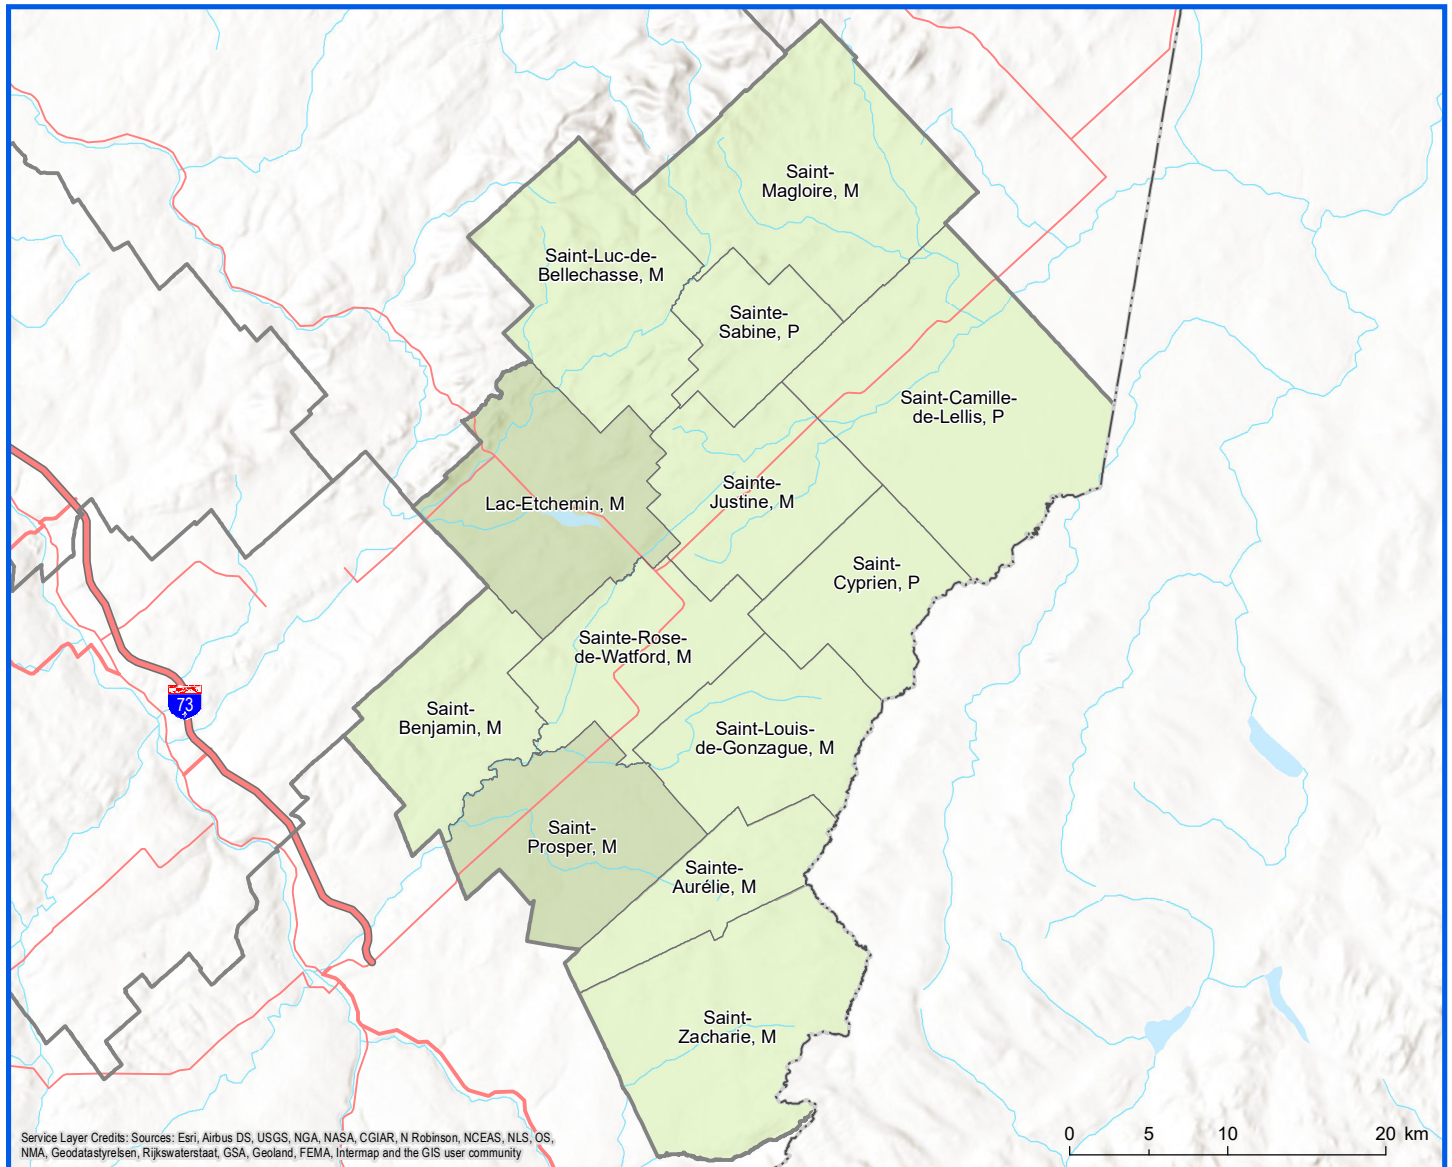 Saint-
Magloire, M
Saint-Luc-de-
Bellechasse, M
Sainte-
Sabine, P
Saint-Camille-
de-Lellis, P
Lac-Etchemin, M
Sainte-
Justine, M
Saint-
Cyprien, P
Sainte-Rose-
de-Watford, M
Saint-
Benjamin, M
73
Saint-Louis-
de-Gonzague, M
Saint-
Prosper, M
Sainte-
Aurélie, M
Saint-
Zacharie, M
0 5 10 20 km
Service Layer Credits: Sources: Esri, Airbus DS, USGS, NGA, NASA, CGIAR, N Robinson, NCEAS, NLS, OS,
NMA, Geodatastyrelsen, Rijkswaterstaat, GSA, Geoland, FEMA, Intermap and the GIS user community